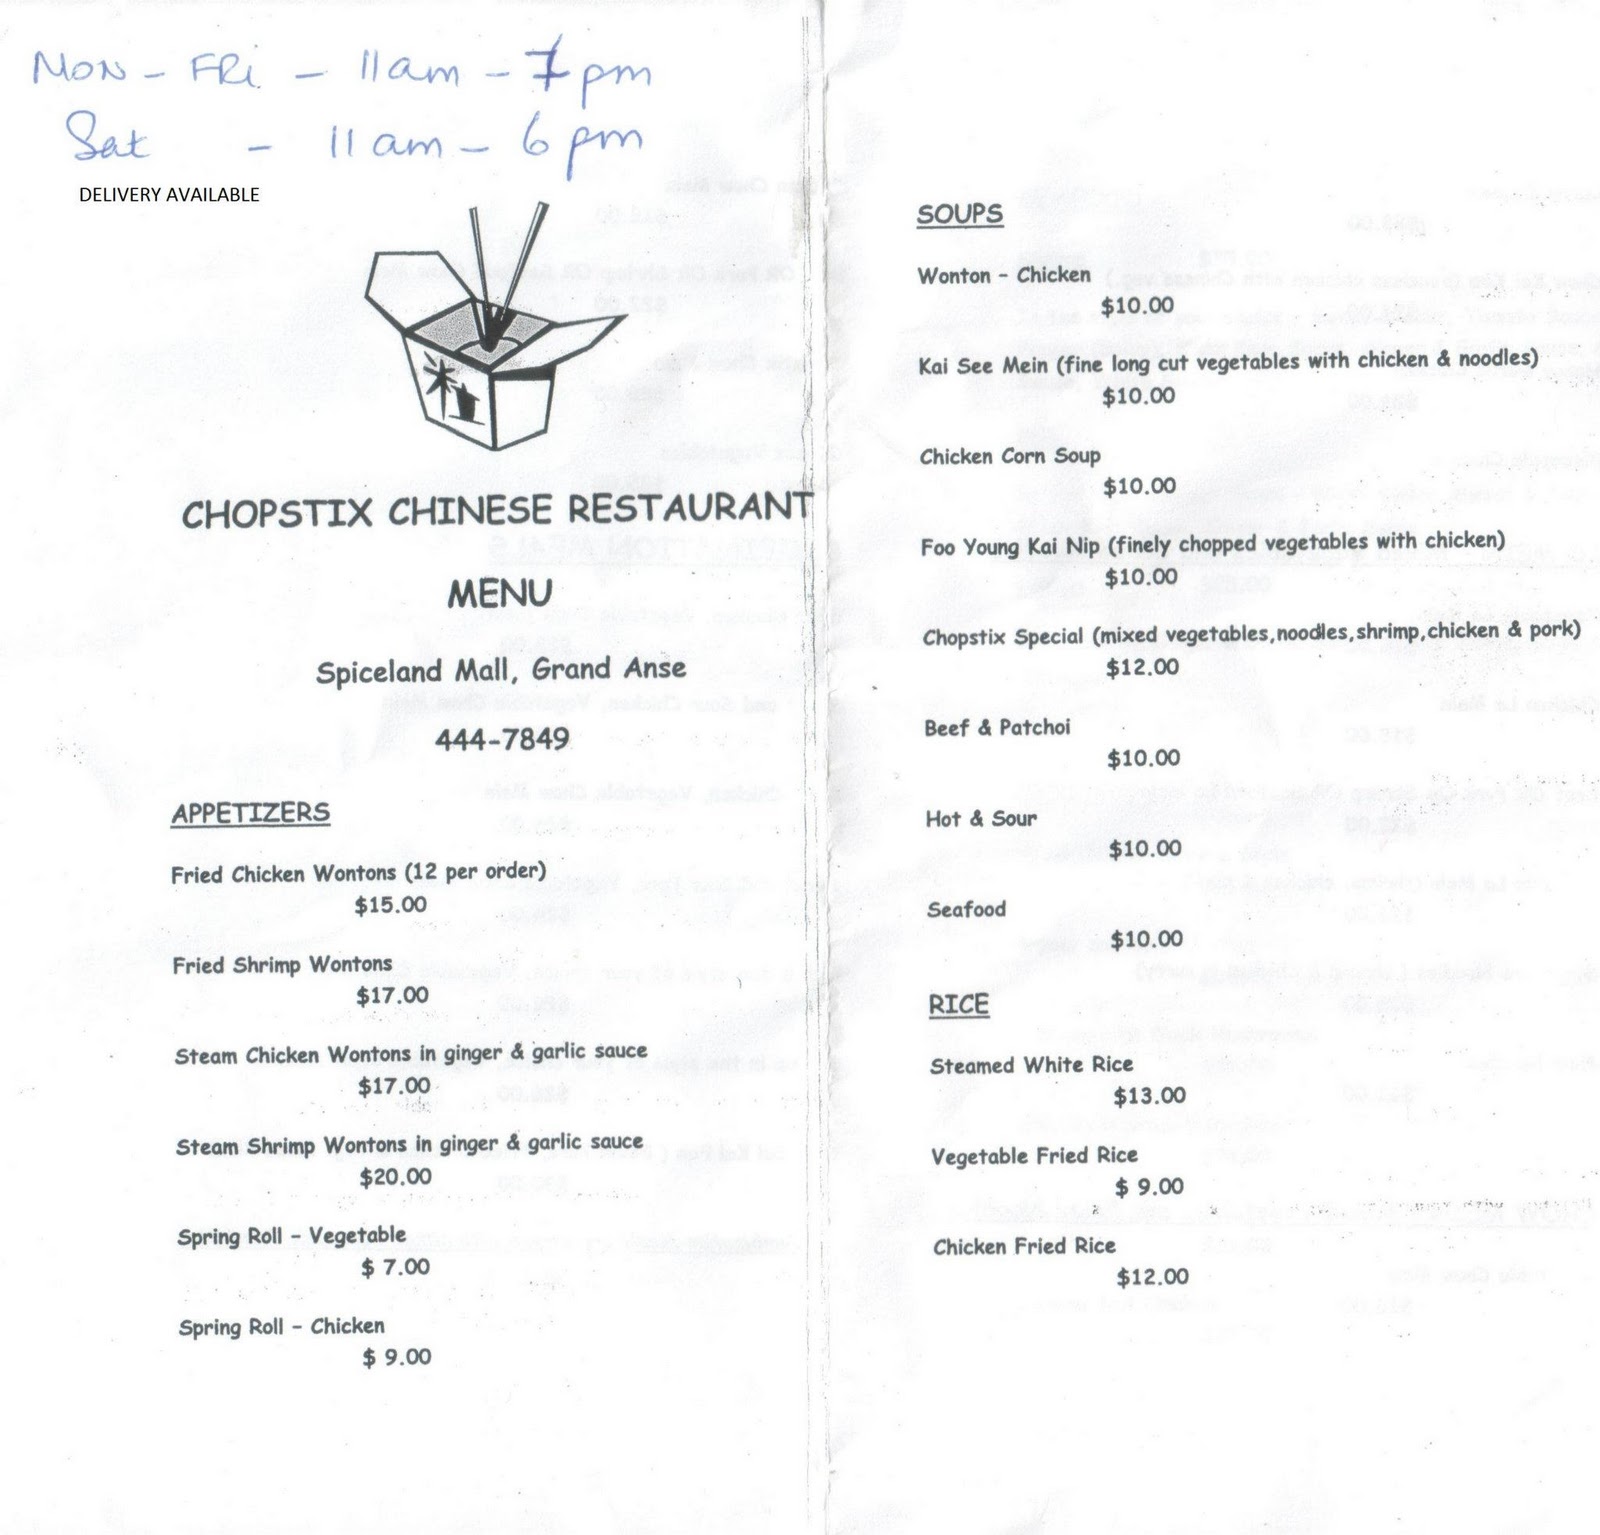 MON - FRi - 11am - 7pm
Sat - 11am - 6pm
DELIVERY AVAILABLE
CHOPSTIX CHINESE RESTAURANT
MENU
Spiceland Mall, Grand Anse
444-7849
APPETIZERS
Fried Chicken Wontons (12 per order)
$15.00
Fried Shrimp Wontons
$17.00
Steam Chicken Wontons in ginger & garlic sauce
$17.00
Steam Shrimp Wontons in ginger & garlic sauce
$20.00
Spring Roll - Vegetable
$ 7.00
Spring Roll - Chicken
$ 9.00
SOUPS
Wonton - Chicken
$10.00
Kai See Mein (fine long cut vegetables with chicken & noodles)
$10.00
Chicken Corn Soup
$10.00
Foo Young Kai Nip (finely chopped vegetables with chicken)
$10.00
Chopstix Special (mixed vegetables,noodles,shrimp,chicken & pork)
$12.00
Beef & Patchoi
$10.00
Hot & Sour
$10.00
Seafood
$10.00
RICE
Steamed White Rice
$13.00
Vegetable Fried Rice
$ 9.00
Chicken Fried Rice
$12.00